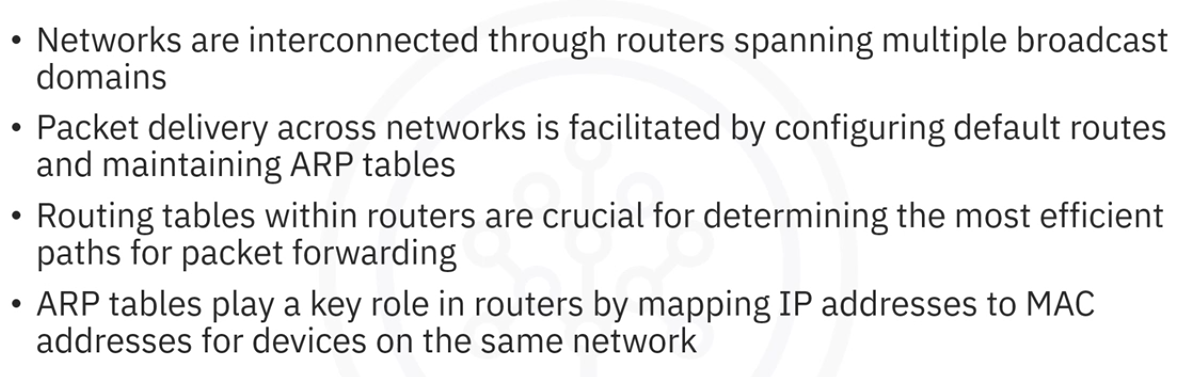 • Networks are interconnected through routers spanning multiple broadcast
domains
• Packet delivery across networks is facilitated by configuring default routes
and maintaining ARP tables
• Routing tables within routers are crucial for determining the most efficient
paths for packet forwarding
• ARP tables play a key role in routers by mapping IP addresses to MAC
addresses for devices on the same network